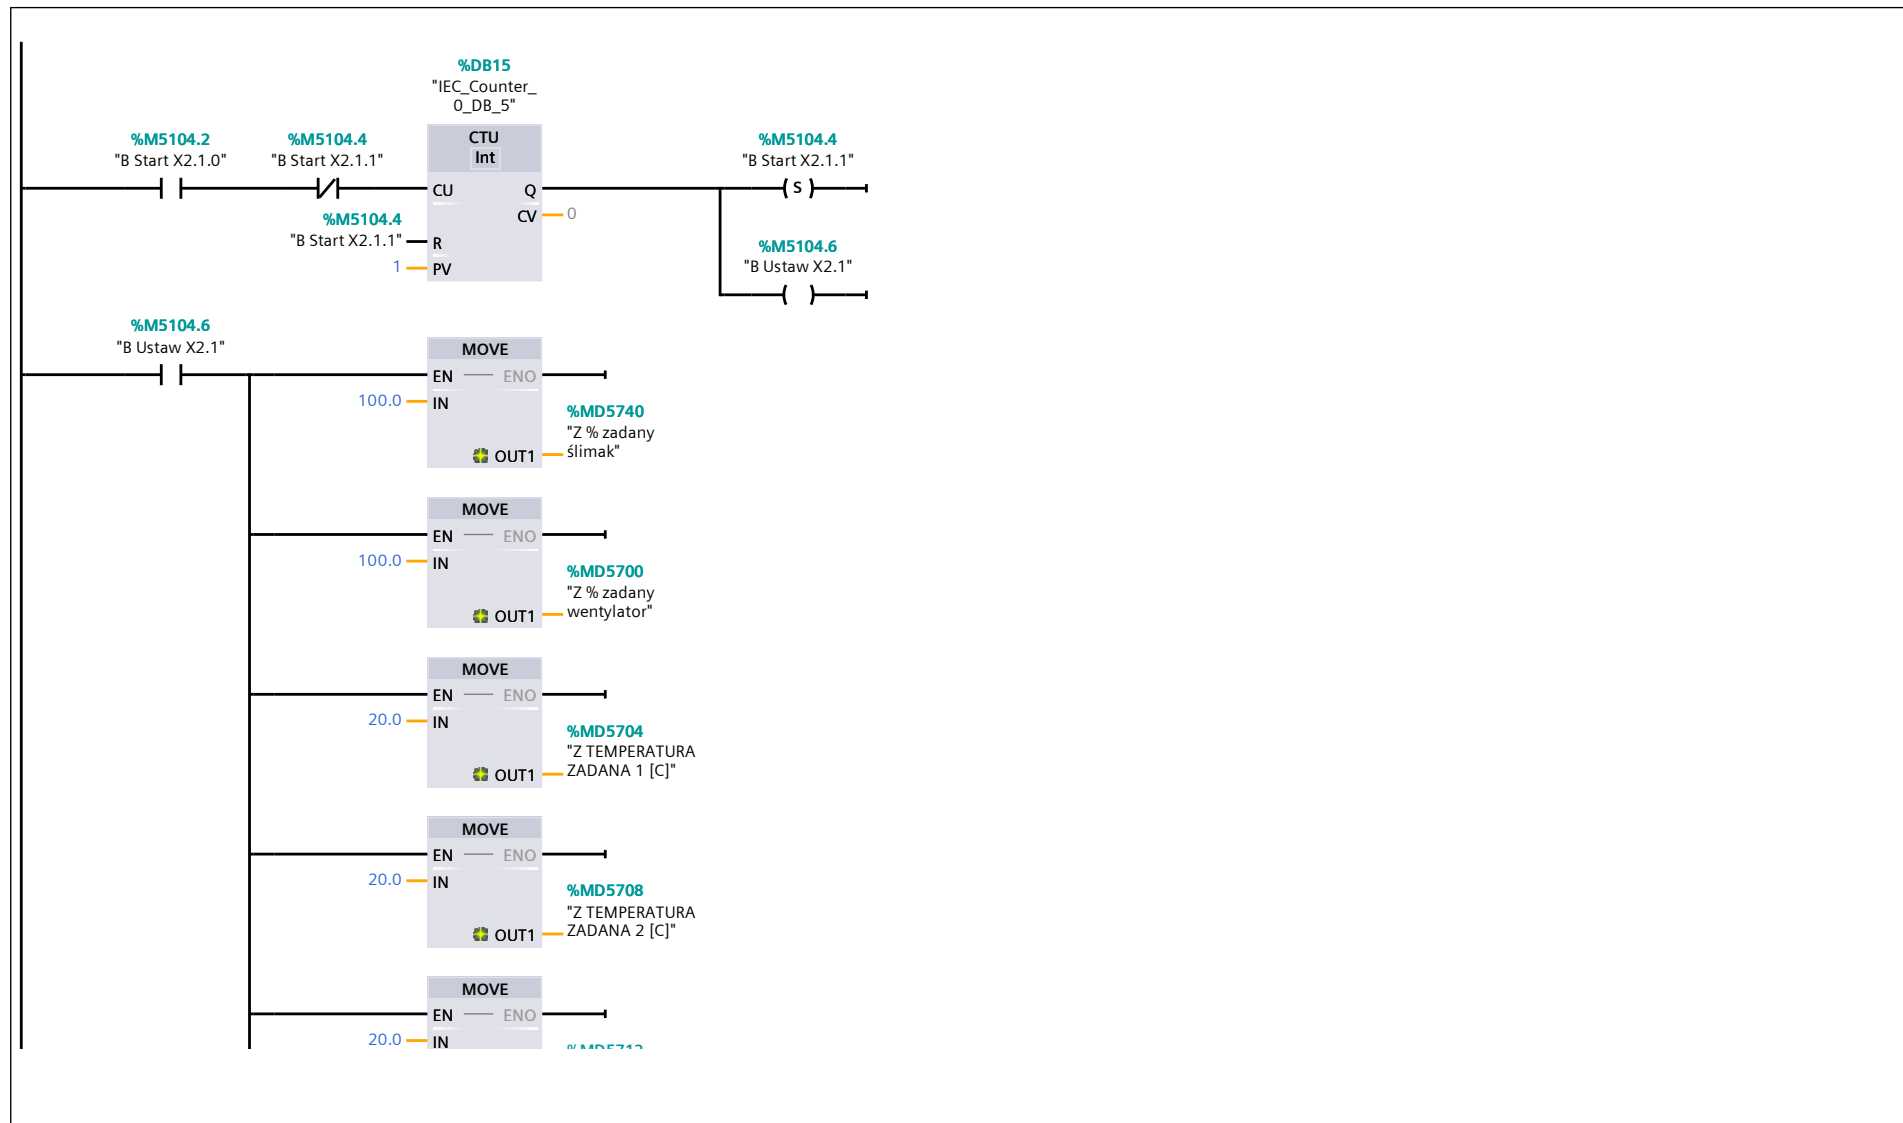 %DB15
"IEC_Counter_
0_DB_5"
%M5104.2
"B Start X2.1.0"
%M5104.4
"B Start X2.1.1"
CTU
Int
%M5104.4
"B Start X2.1.1"
CU
Q
( S )
CV
0
%M5104.4
"B Start X2.1.1"
R
1
PV
%M5104.6
"B Ustaw X2.1"
%M5104.6
"B Ustaw X2.1"
MOVE
EN
ENO
100.0
IN
%MD5740
"Z % zadany
ślimak"
OUT1
MOVE
EN
ENO
100.0
IN
%MD5700
"Z % zadany
wentylator"
OUT1
MOVE
EN
ENO
20.0
IN
%MD5704
"Z TEMPERATURA
ZADANA 1 [C]"
OUT1
MOVE
EN
ENO
20.0
IN
%MD5708
"Z TEMPERATURA
ZADANA 2 [C]"
OUT1
MOVE
EN
ENO
20.0
IN
%MD5712